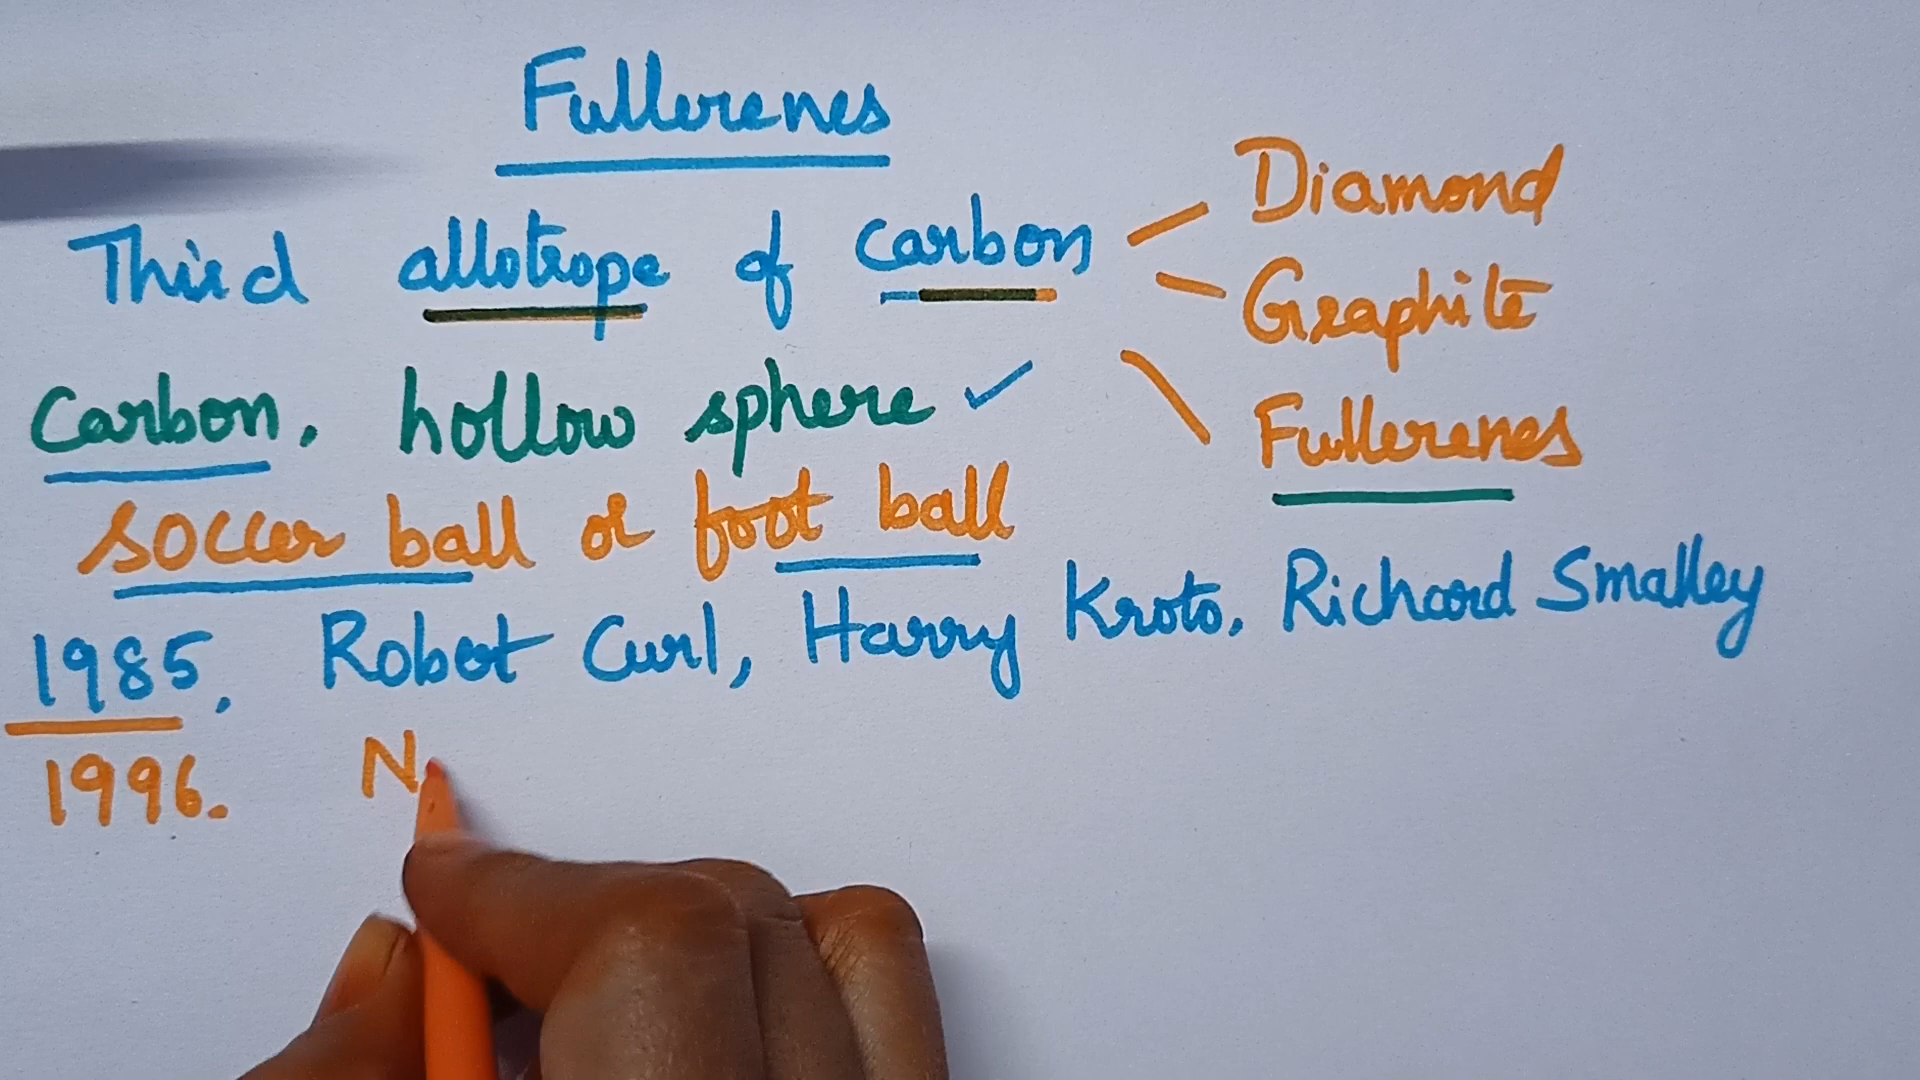 Fullerenes
Third allotrope of carbon
Diamond
Graphite
Fullerenes
Carbon, hollow sphere
soccer ball or foot ball
1985, Robert Curl, Harry Kroto, Richard Smalley
1996. N